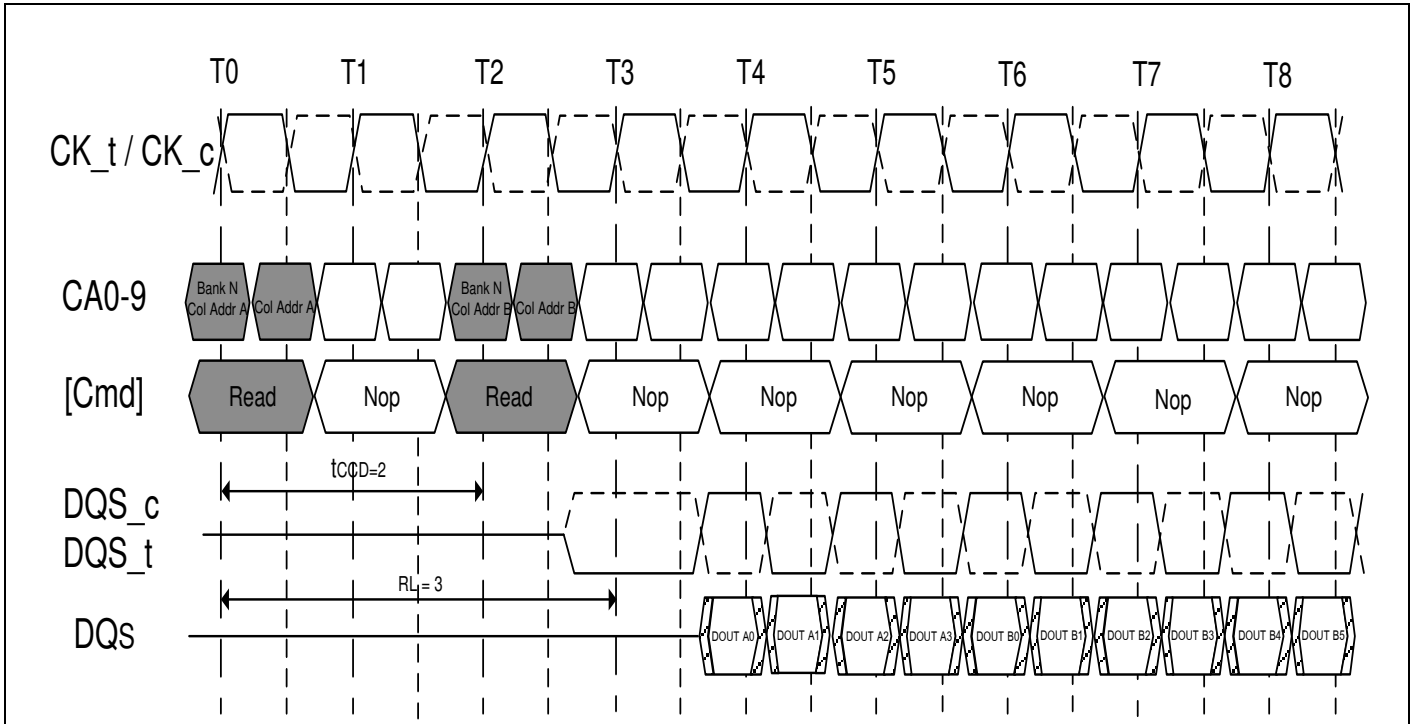 T0 T1 T2 T3 T4 T5 T6 T7 T8
CK_t / CK_c
CA0-9
Bank N
Col Addr A
Col Addr A
Bank N
Col Addr B
Col Addr B
[Cmd]
Read Nop Read Nop Nop Nop Nop Nop Nop
tCCD=2
DQS_c
DQS_t
RL = 3
DQs
DOUT A0 DOUT A1 DOUT A2 DOUT A3 DOUT B0 DOUT B1 DOUT B2 DOUT B3 DOUT B4 DOUT B5